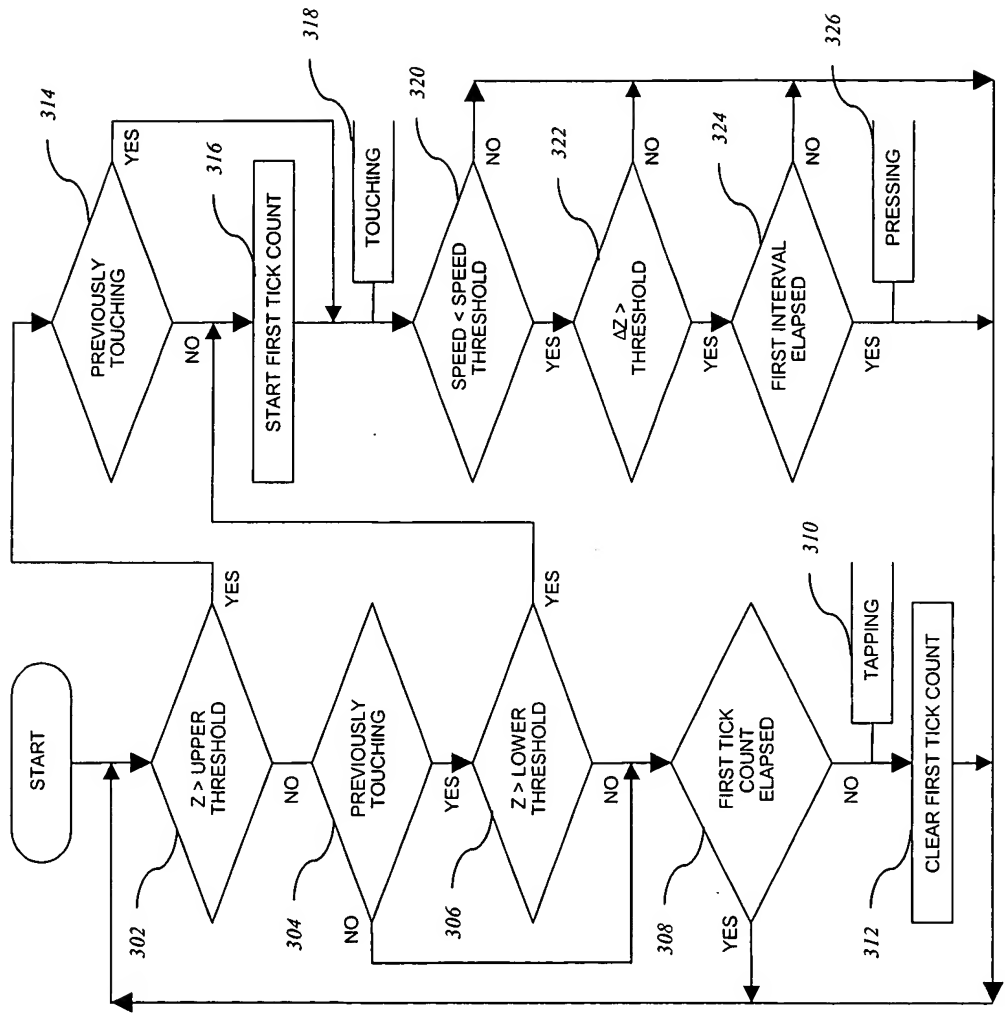 START
302
Z > UPPER
THRESHOLD
YES
NO
304
PREVIOUSLY
TOUCHING
NO
YES
306
Z > LOWER
THRESHOLD
YES
NO
308
FIRST TICK
COUNT
ELAPSED
YES
NO
310
TAPPING
312
CLEAR FIRST TICK COUNT
314
PREVIOUSLY
TOUCHING
YES
NO
316
START FIRST TICK COUNT
318
TOUCHING
320
SPEED < SPEED
THRESHOLD
NO
YES
322
ΔZ >
THRESHOLD
NO
YES
324
FIRST INTERVAL
ELAPSED
NO
YES
326
PRESSING